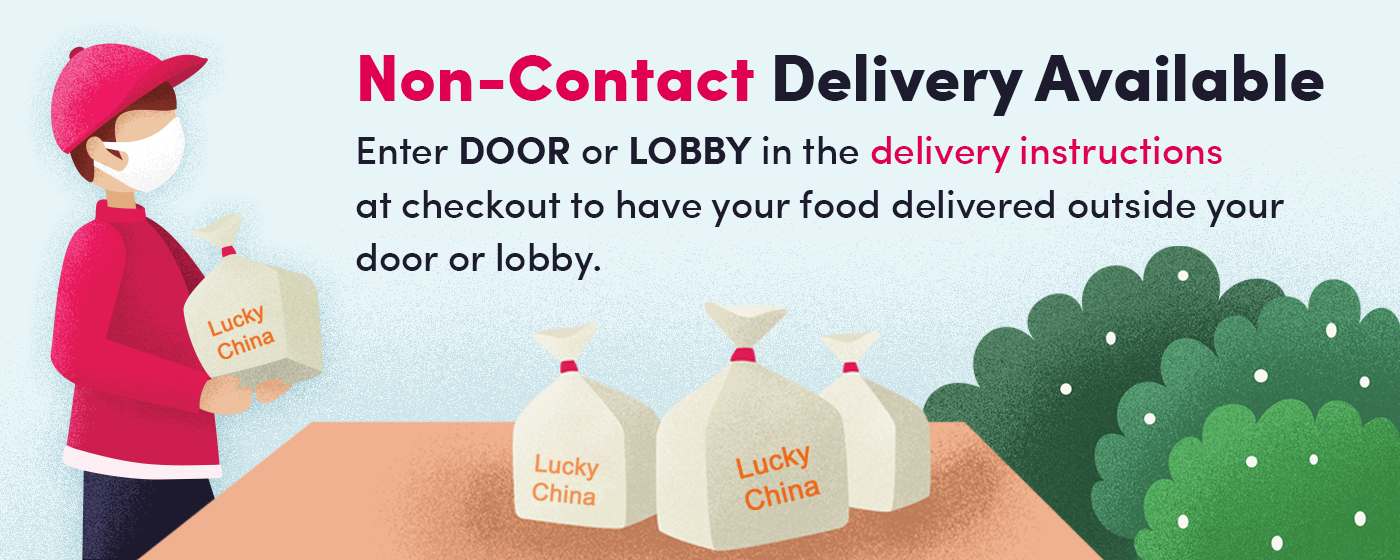 Non-Contact Delivery Available
Enter DOOR or LOBBY in the delivery instructions
at checkout to have your food delivered outside your
door or lobby.
Lucky
China
Lucky
China
Lucky
China